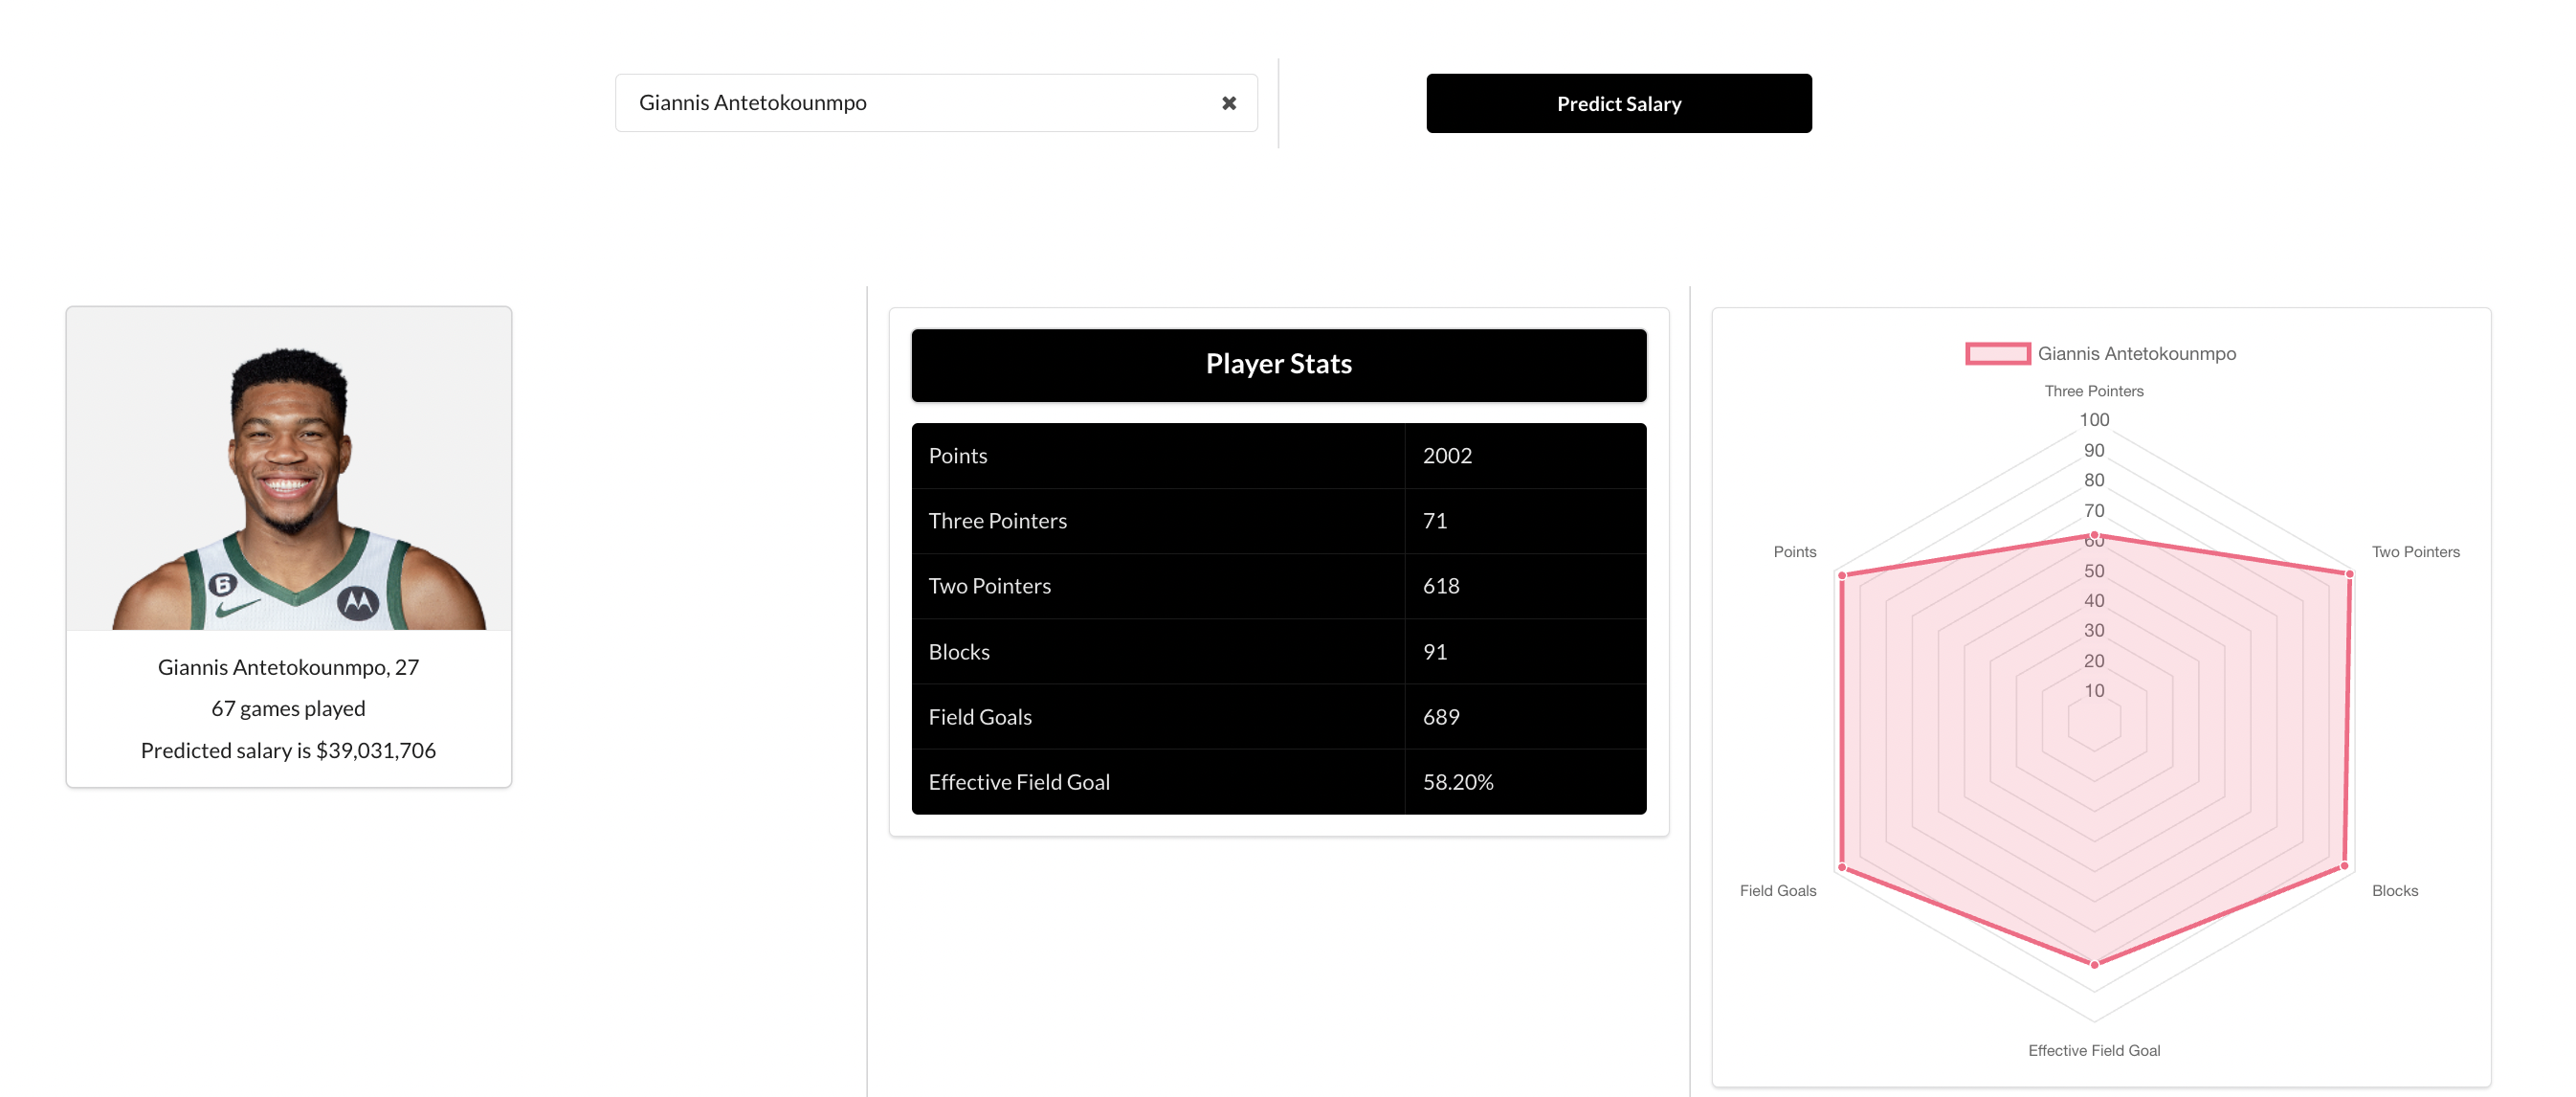 Giannis Antetokounmpo
Predict Salary
6
Giannis Antetokounmpo, 27
67 games played
Predicted salary is $39,031,706
Player Stats
Points 2002
Three Pointers 71
Two Pointers 618
Blocks 91
Field Goals 689
Effective Field Goal 58.20%
Giannis Antetokounmpo
Three Pointers
100
90
80
70
60
50
40
30
20
10
Points
Two Pointers
Field Goals
Blocks
Effective Field Goal